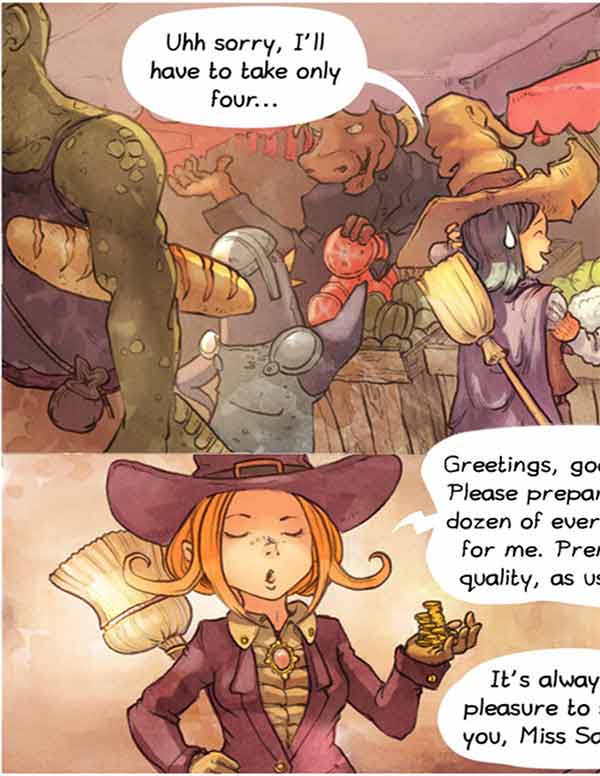 Uhh sorry, I'll
have to take only
four...
Greetings, goo
Please prepar
dozen of ever
for me. Prem
quality, as us
It's alway
pleasure to s
you, Miss Sa